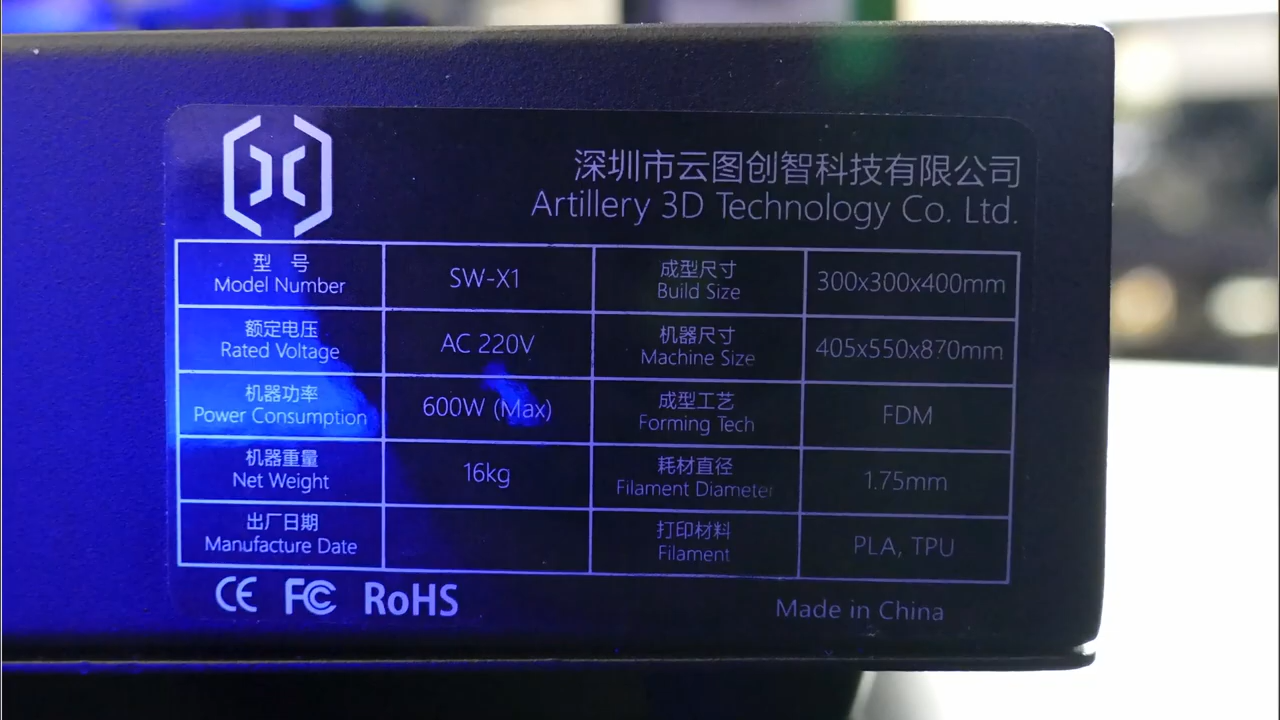 深圳市云图创智科技有限公司
Artillery 3D Technology Co. Ltd.
型 号
Model Number
SW-X1
成型尺寸
Build Size
300x300x400mm
额定电压
Rated Voltage
AC 220V
机器尺寸
Machine Size
405x550x870mm
机器功率
Power Consumption
600W (Max)
成型工艺
Forming Tech
FDM
机器重量
Net Weight
16kg
耗材直径
Filament Diameter
1.75mm
出厂日期
Manufacture Date
打印材料
Filament
PLA, TPU
CE FC RoHS
Made in China